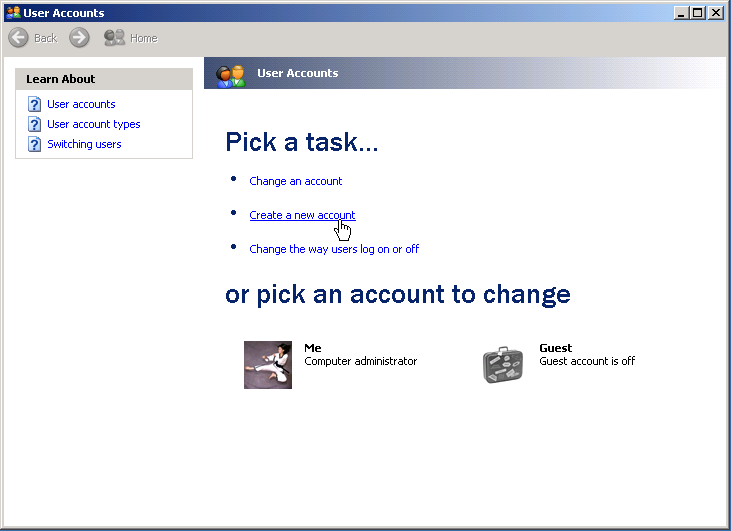 User Accounts
Back Home
Learn About
User accounts
User account types
Switching users
User Accounts
Pick a task...
Change an account
Create a new account
Change the way users log on or off
or pick an account to change
Me
Computer administrator
Guest
Guest account is off